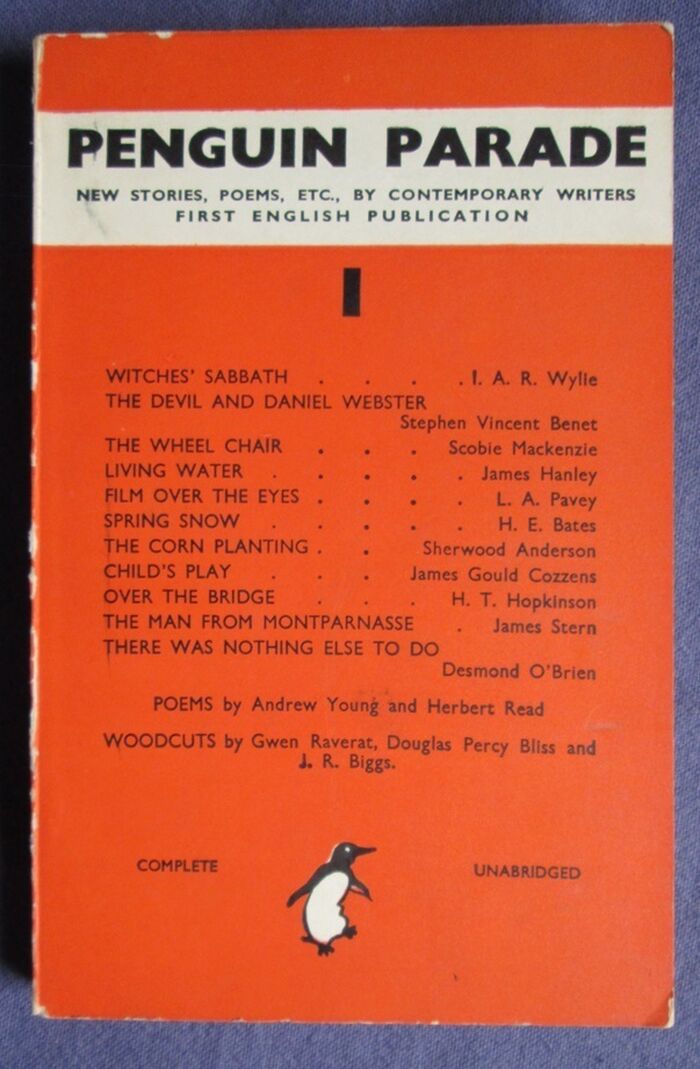 PENGUIN PARADE
NEW STORIES, POEMS, ETC., BY CONTEMPORARY WRITERS
FIRST ENGLISH PUBLICATION
I
WITCHES' SABBATH . . . . I. A. R. Wylie
THE DEVIL AND DANIEL WEBSTER
Stephen Vincent Benet
THE WHEEL CHAIR . . . Scobie Mackenzie
LIVING WATER . . . . . James Hanley
FILM OVER THE EYES . . . . L. A. Pavey
SPRING SNOW . . . . . H. E. Bates
THE CORN PLANTING . . Sherwood Anderson
CHILD'S PLAY . . . James Gould Cozzens
OVER THE BRIDGE . . . H. T. Hopkinson
THE MAN FROM MONTPARNASSE . James Stern
THERE WAS NOTHING ELSE TO DO
Desmond O'Brien
POEMS by Andrew Young and Herbert Read
WOODCUTS by Gwen Raverat, Douglas Percy Bliss and
J. R. Biggs.
COMPLETE UNABRIDGED